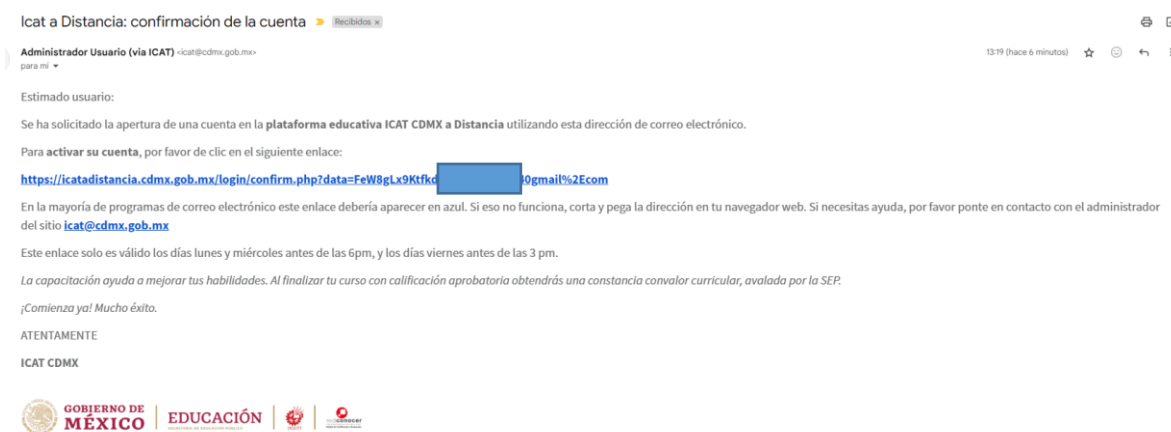 Icat a Distancia: confirmación de la cuenta
Recibidos x
Administrador Usuario (via ICAT) <icat@cdmx.gob.mx>
13:19 (hace 6 minutos)
para mí
Estimado usuario:
Se ha solicitado la apertura de una cuenta en la plataforma educativa ICAT CDMX a Distancia utilizando esta dirección de correo electrónico.
Para activar su cuenta, por favor de clic en el siguiente enlace:
https://icatadistancia.cdmx.gob.mx/login/confirm.php?data=FeW8gLx9Ktfkd 0gmail%2Ecom
En la mayoría de programas de correo electrónico este enlace debería aparecer en azul. Si eso no funciona, corta y pega la dirección en tu navegador web. Si necesitas ayuda, por favor ponte en contacto con el administrador
del sitio icat@cdmx.gob.mx
Este enlace solo es válido los días lunes y miércoles antes de las 6pm, y los días viernes antes de las 3 pm.
La capacitación ayuda a mejorar tus habilidades. Al finalizar tu curso con calificación aprobatoria obtendrás una constancia convalor curricular, avalada por la SEP.
¡Comienza ya! Mucho éxito.
ATENTAMENTE
ICAT CDMX
GOBIERNO DE
MÉXICO
EDUCACIÓN